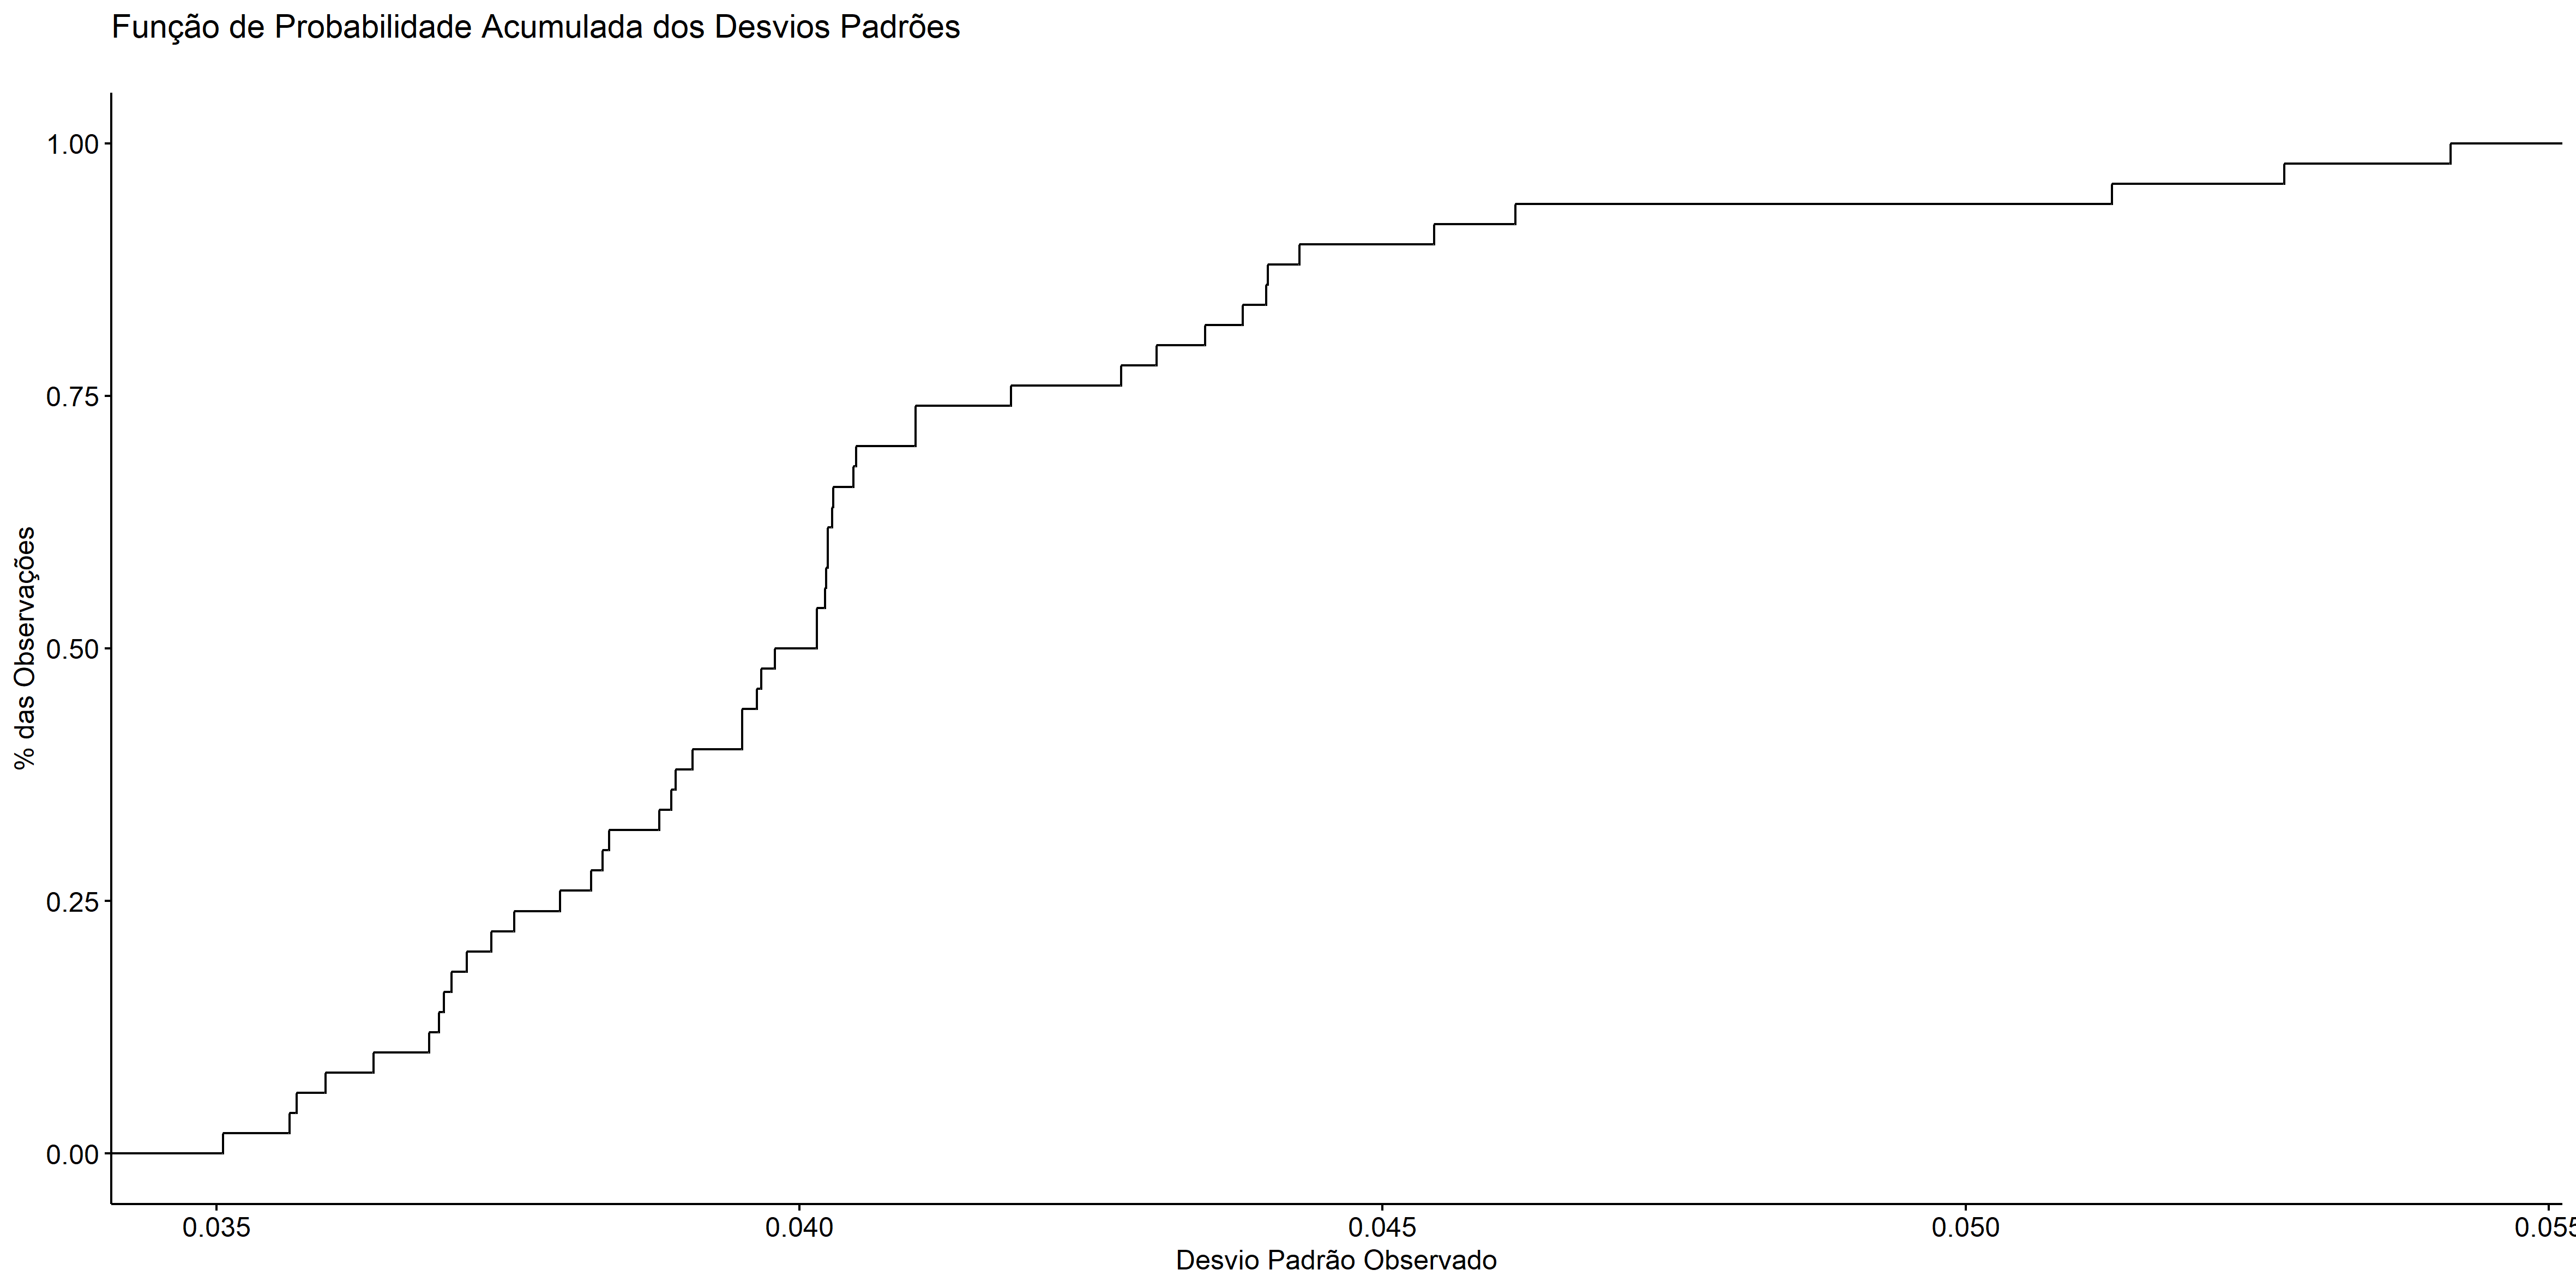 Função de Probabilidade Acumulada dos Desvios Padrões
1.00
0.75
0.50
0.25
0.00
% das Observações
0.035 0.040 0.045 0.050 0.055
Desvio Padrão Observado